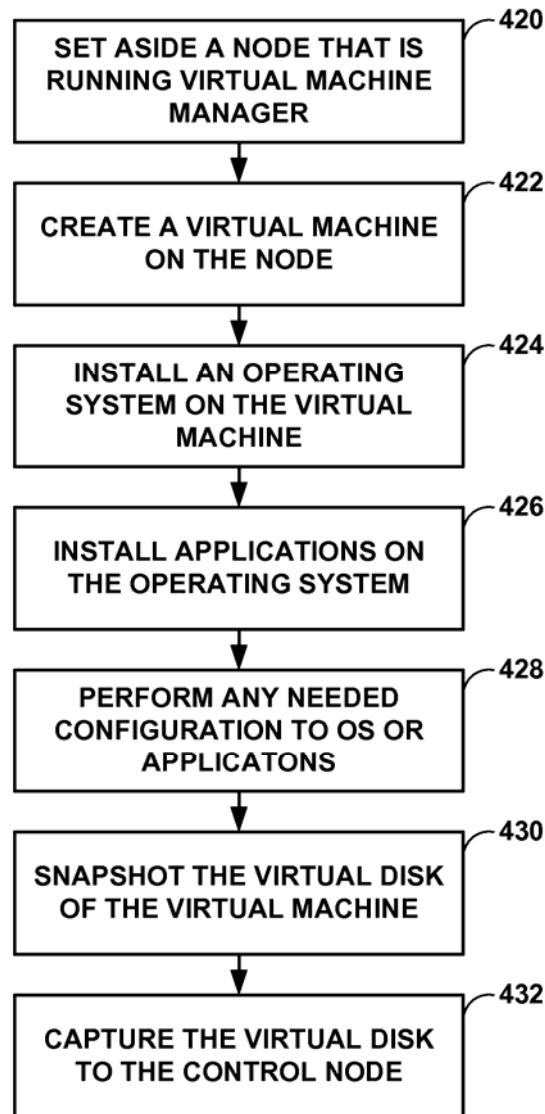 420
SET ASIDE A NODE THAT IS
RUNNING VIRTUAL MACHINE
MANAGER
422
CREATE A VIRTUAL MACHINE
ON THE NODE
424
INSTALL AN OPERATING
SYSTEM ON THE VIRTUAL
MACHINE
426
INSTALL APPLICATIONS ON
THE OPERATING SYSTEM
428
PERFORM ANY NEEDED
CONFIGURATION TO OS OR
APPLICATONS
430
SNAPSHOT THE VIRTUAL DISK
OF THE VIRTUAL MACHINE
432
CAPTURE THE VIRTUAL DISK
TO THE CONTROL NODE